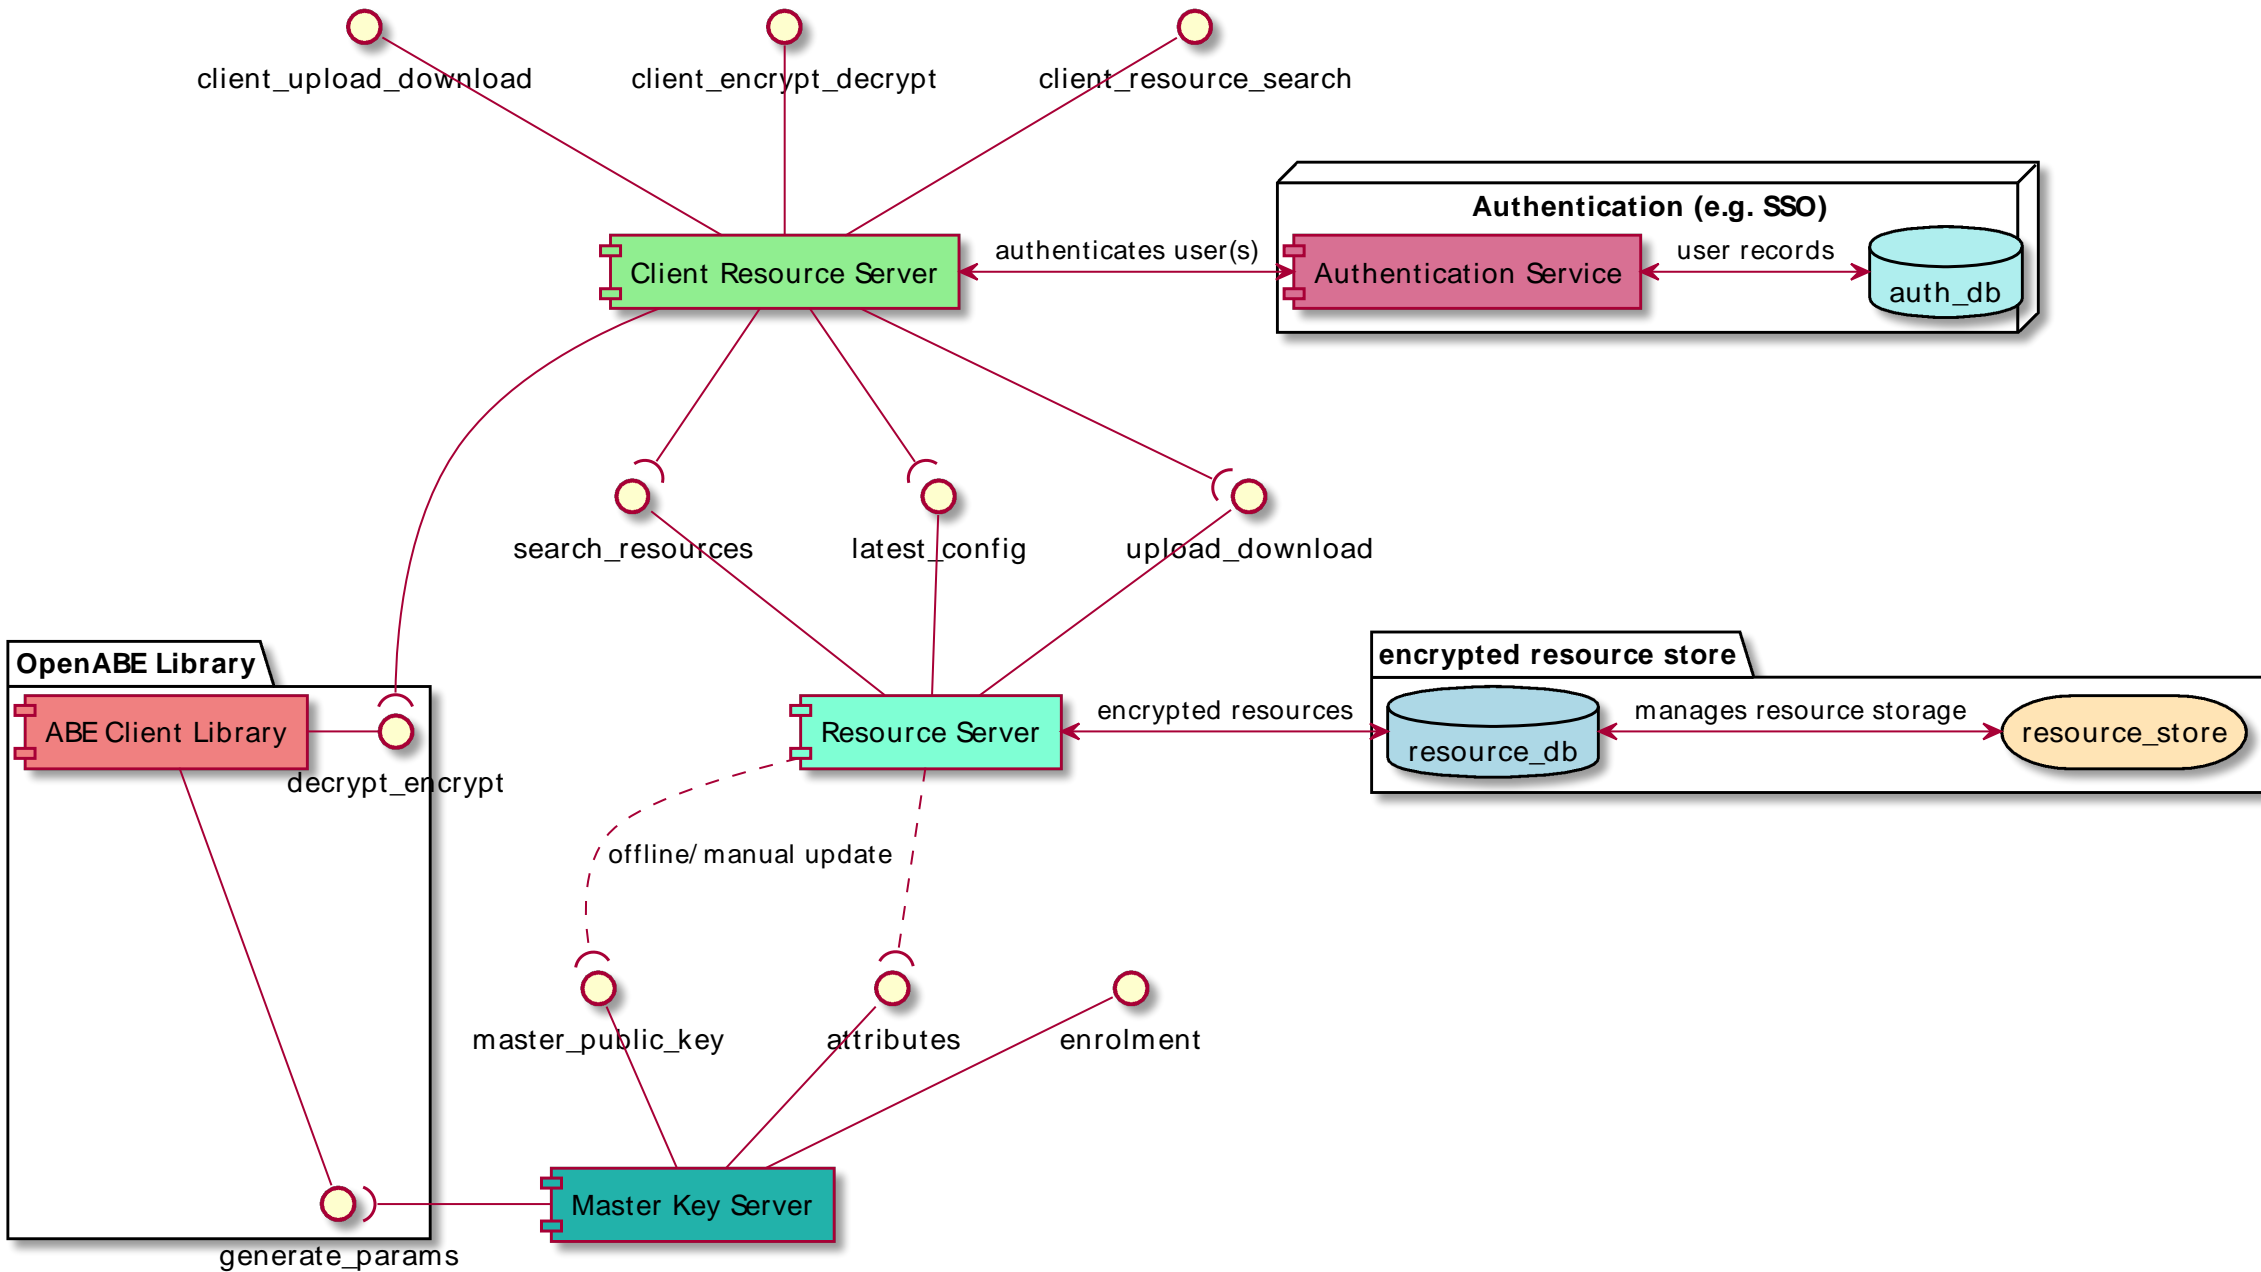 client_upload_download
client_encrypt_decrypt
client_resource_search
Authentication (e.g. SSO)
Client Resource Server
authenticates user(s)
Authentication Service
user records
auth_db
search_resources
latest_config
upload_download
OpenABE Library
ABE Client Library
decrypt_encrypt
Resource Server
encrypted resources
encrypted resource store
resource_db
manages resource storage
resource_store
offline/manual update
master_public_key
attributes
enrolment
Master Key Server
generate_params